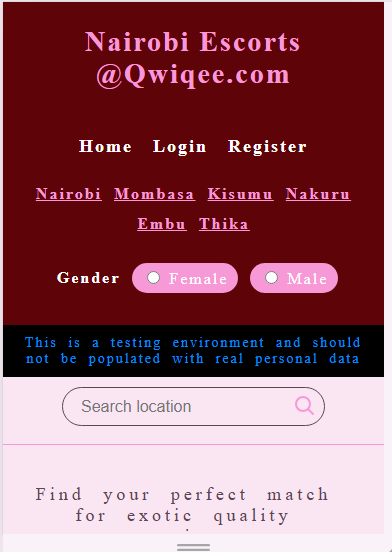 Nairobi Escorts
@Qwiqee.com
Home Login Register
Nairobi Mombasa Kisumu Nakuru
Embu Thika
Gender Female Male
This is a testing environment and should
not be populated with real personal data
Search location
Find your perfect match
for exotic quality